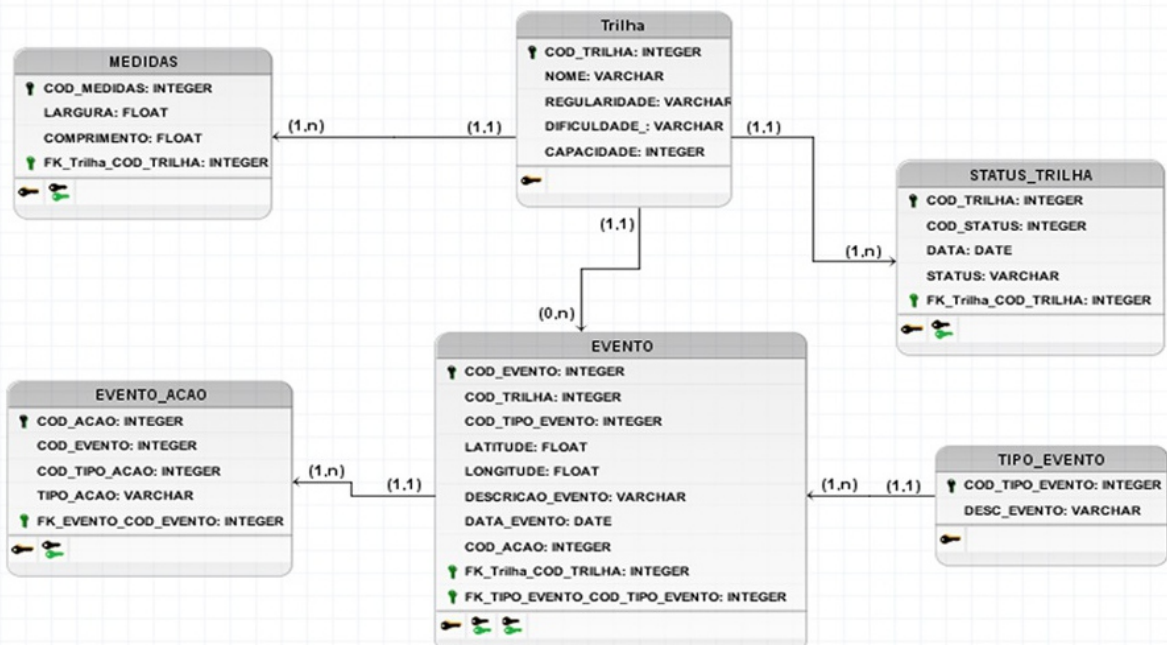 Trilha
COD_TRILHA: INTEGER
NOME: VARCHAR
REGULARIDADE: VARCHAR
DIFICULDADE_: VARCHAR
CAPACIDADE: INTEGER
MEDIDAS
COD_MEDIDAS: INTEGER
LARGURA: FLOAT
COMPRIMENTO: FLOAT
FK_Trilha_COD_TRILHA: INTEGER
(1,n)
(1,1)
(1,1)
(1,n)
(1,1)
(0,n)
STATUS_TRILHA
COD_TRILHA: INTEGER
COD_STATUS: INTEGER
DATA: DATE
STATUS: VARCHAR
FK_Trilha_COD_TRILHA: INTEGER
EVENTO
COD_EVENTO: INTEGER
COD_TRILHA: INTEGER
COD_TIPO_EVENTO: INTEGER
LATITUDE: FLOAT
LONGITUDE: FLOAT
DESCRICAO_EVENTO: VARCHAR
DATA_EVENTO: DATE
COD_ACAO: INTEGER
FK_Trilha_COD_TRILHA: INTEGER
FK_TIPO_EVENTO_COD_TIPO_EVENTO: INTEGER
EVENTO_ACAO
COD_ACAO: INTEGER
COD_EVENTO: INTEGER
COD_TIPO_ACAO: INTEGER
TIPO_ACAO: VARCHAR
FK_EVENTO_COD_EVENTO: INTEGER
(1,n)
(1,1)
(1,n)
(1,1)
TIPO_EVENTO
COD_TIPO_EVENTO: INTEGER
DESC_EVENTO: VARCHAR